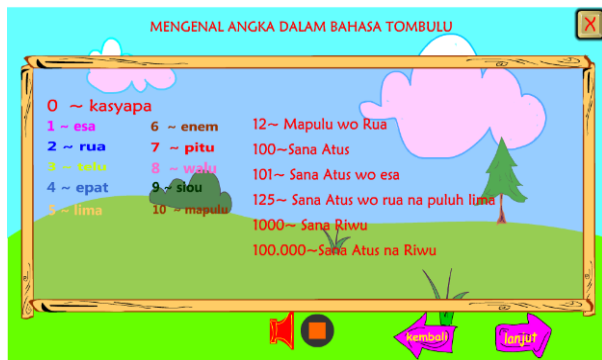 MENGENAL ANGKA DALAM BAHASA TOMBULU
X
0 ~ kasyapa
1 ~ esa
2 ~ rua
3 ~ telu
4 ~ epat
5 ~ lima
6 ~ enem
7 ~ pitu
8 ~ walu
9 ~ siou
10 ~ mapulu
12~ Mapulu wo Rua
100~Sana Atus
101~ Sana Atus wo esa
125~ Sana Atus wo rua na puluh lima
1000~ Sana Riwu
100.000~Sana Atus na Riwu
kembali
lanjut